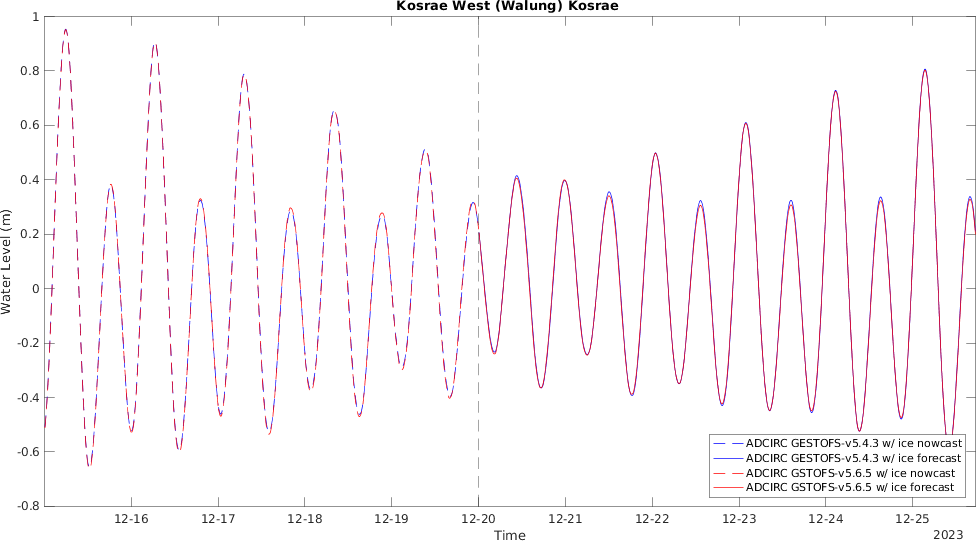 Kosrae West (Walung) Kosrae
Water Level (m)
1
0.8
0.6
0.4
0.2
0
-0.2
-0.4
-0.6
-0.8
ADCIRC GESTOFS-v5.4.3 w/ ice nowcast
ADCIRC GESTOFS-v5.4.3 w/ ice forecast
ADCIRC GSTOFS-v5.6.5 w/ ice nowcast
ADCIRC GSTOFS-v5.6.5 w/ ice forecast
12-16 12-17 12-18 12-19 12-20 12-21 12-22 12-23 12-24 12-25
Time
2023